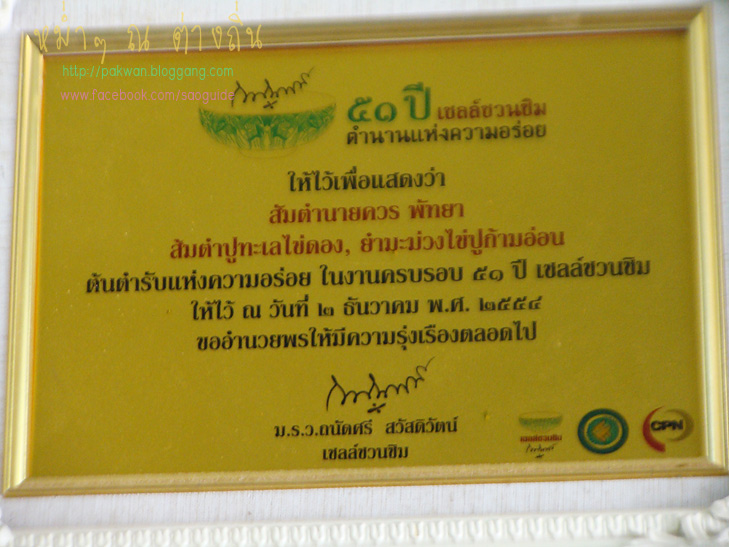 หม่ำๆ ณ ต่างถิ่น
http://pakwan.bloggang.com
www.facebook.com/saoguide
๕๑ ปี เชลล์ชวนชิม
ตำนานแห่งความอร่อย
ให้ไว้เพื่อแสดงว่า
ส้มตำนายควร พัทยา
ส้มตำปูทะเลไข่ดอง, ยำมะม่วงไข่ปูก้ามอ่อน
ต้นตำรับแห่งความอร่อย ในงานครบรอบ ๕๑ ปี เชลล์ชวนชิม
ให้ไว้ ณ วันที่ ๒ ธันวาคม พ.ศ. ๒๕๕๔
ขออำนวยพรให้มีความรุ่งเรืองตลอดไป
ม.ร.ว.ถนัดศรี สวัสดิวัตน์
เชลล์ชวนชิม
เชลล์ชวนชิม
CPN